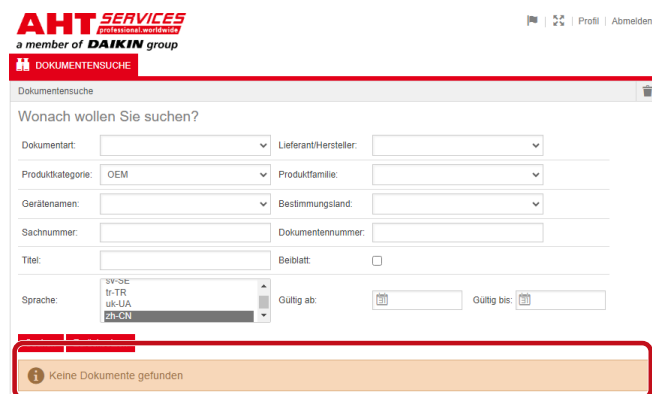 AHT SERVICES
professional.worldwide
a member of DAIKIN group
Profil | Abmelden
DOKUMENTENSUCHE
Dokumentensuche
Wonach wollen Sie suchen?
Dokumentart: Lieferant/Hersteller:
Produktkategorie: OEM Produktfamilie:
Gerätenamen: Bestimmungsland:
Sachnummer: Dokumentennummer:
Titel: Beiblatt:
sv-SE
tr-TR
Sprache: Gültig ab: Gültig bis:
uk-UA
zh-CN
Keine Dokumente gefunden